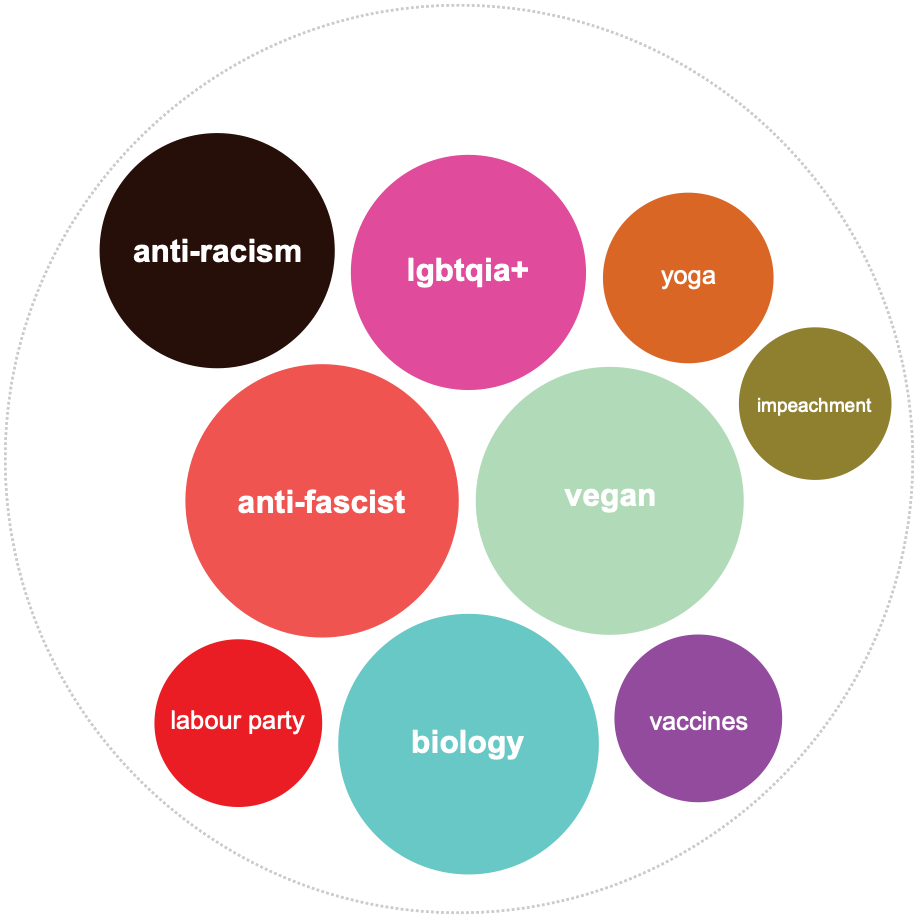 anti-racism
lgbtqia+
yoga
impeachment
anti-fascist
vegan
labour party
biology
vaccines